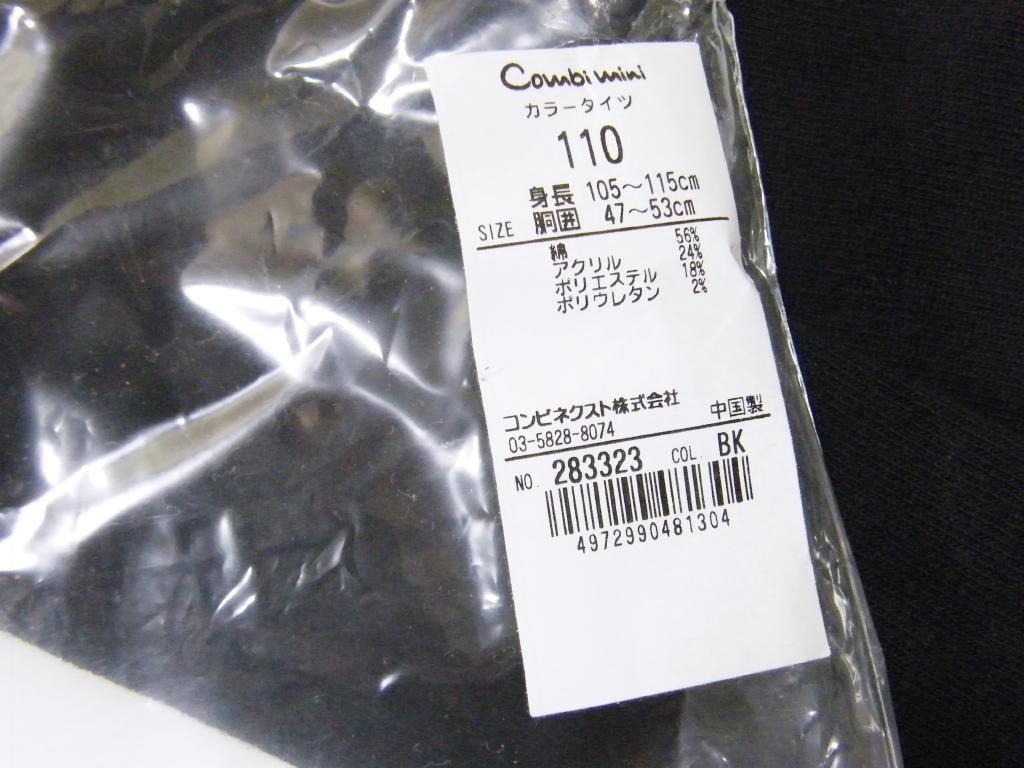 Combi mini
カラータイツ
110
身長 105～115cm
SIZE 胴囲 47～53cm
綿 56%
アクリル 24%
ポリエステル 18%
ポリウレタン 2%
コンビネクスト株式会社 中国製
03-5828-8074
NO. 283323 COL. BK
4972990481304